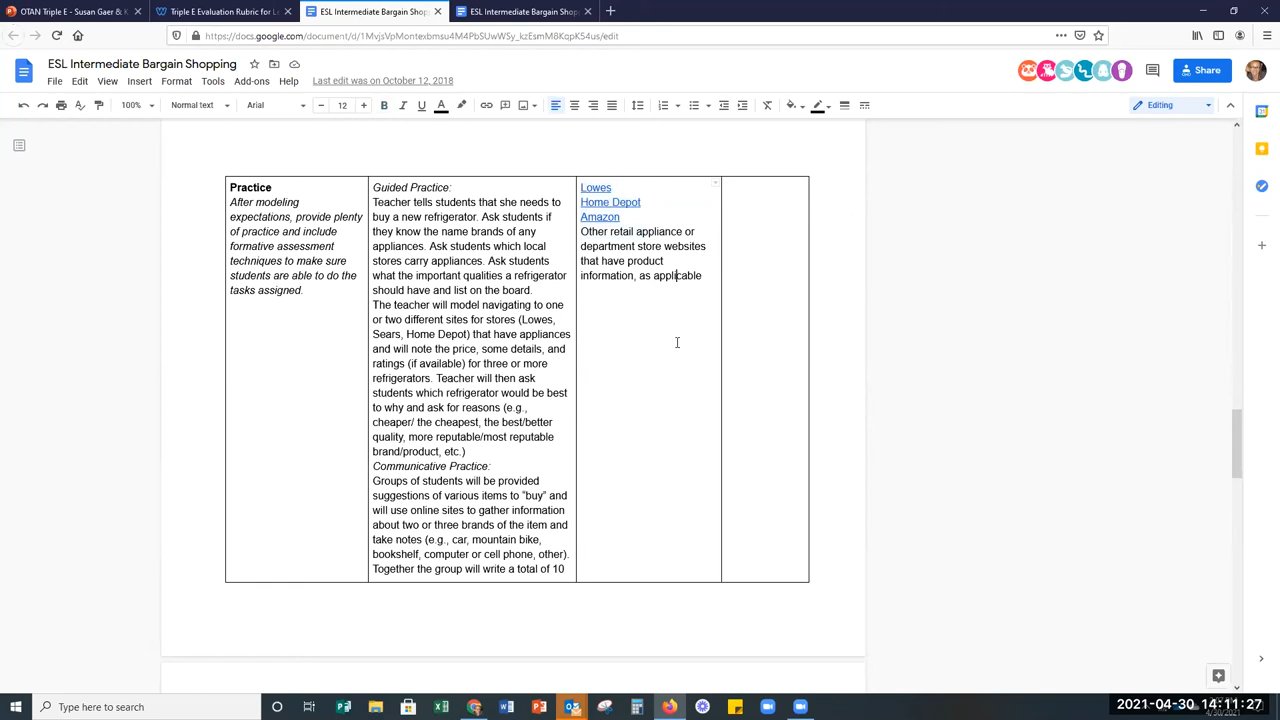 OTAN Triple E - Susan Gaer & K
Triple E Evaluation Rubric for Le
ESL Intermediate Bargain Shop
ESL Intermediate Bargain Shopp
https://docs.google.com/document/d/1MvjsVpMontexbmsu4M4PbSUwWSy_kzEsmM8KqpK54us/edit
ESL Intermediate Bargain Shopping
File Edit View Insert Format Tools Add-ons Help Last edit was on October 12, 2018
Share
100% Normal text Arial 12
Editing
Practice
After modeling
expectations, provide plenty
of practice and include
formative assessment
techniques to make sure
students are able to do the
tasks assigned.
Guided Practice:
Teacher tells students that she needs to
buy a new refrigerator. Ask students if
they know the name brands of any
appliances. Ask students which local
stores carry appliances. Ask students
what the important qualities a refrigerator
should have and list on the board.
The teacher will model navigating to one
or two different sites for stores (Lowes,
Sears, Home Depot) that have appliances
and will note the price, some details, and
ratings (if available) for three or more
refrigerators. Teacher will then ask
students which refrigerator would be best
to why and ask for reasons (e.g.,
cheaper/ the cheapest, the best/better
quality, more reputable/most reputable
brand/product, etc.)
Communicative Practice:
Groups of students will be provided
suggestions of various items to "buy" and
will use online sites to gather information
about two or three brands of the item and
take notes (e.g., car, mountain bike,
bookshelf, computer or cell phone, other).
Together the group will write a total of 10
Lowes
Home Depot
Amazon
Other retail appliance or
department store websites
that have product
information, as applicable
Type here to search
2021-04-30 14:11:27